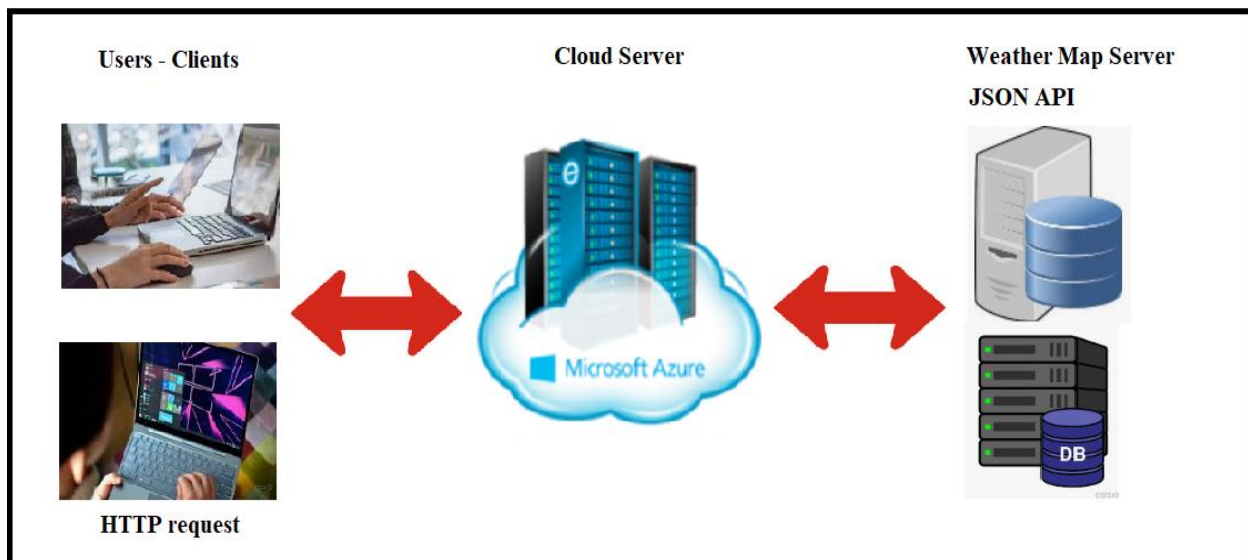 Users - Clients
Cloud Server
Weather Map Server
JSON API
e
Microsoft Azure
DB
HTTP request